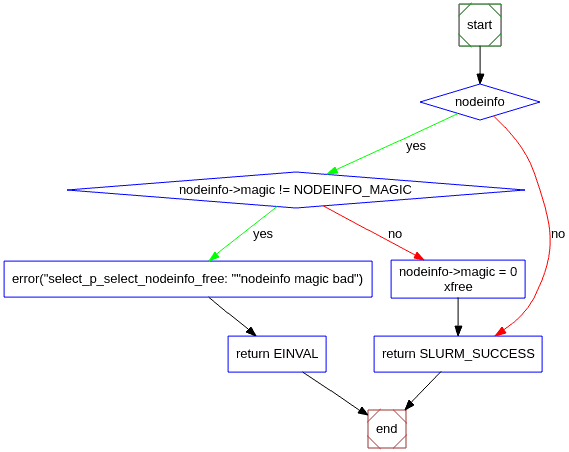 start
nodeinfo
yes
nodeinfo->magic != NODEINFO_MAGIC
yes
no
no
error("select_p_select_nodeinfo_free: ""nodeinfo magic bad")
nodeinfo->magic = 0
xfree
return EINVAL
return SLURM_SUCCESS
end